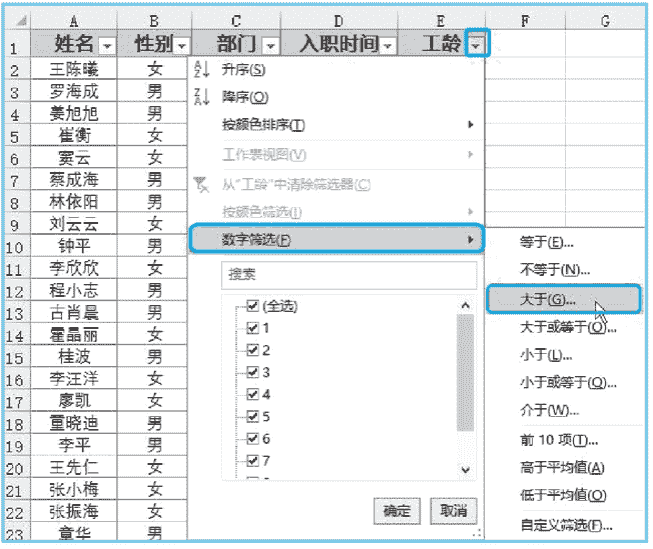 A B C D E F G
1 姓名 性别 部门 入职时间 工龄
2 王陈曦 女
3 罗海成 男
4 姜旭旭 男
5 崔衡 女
6 窦云 女
7 蔡成海 男
8 林依阳 男
9 刘云云 女
10 钟平 男
11 李欣欣 女
12 程小志 男
13 古肖晨 男
14 霍晶丽 女
15 桂波 男
16 李汪洋 女
17 廖凯 女
18 童晓迪 男
19 李平 男
20 王先仁 女
21 张小梅 女
22 张振海 女
23 童华 男
升序(S)
降序(O)
按颜色排序(T)
工作表视图(V)
从"工龄"中清除筛选器(C)
按颜色筛选(I)
数字筛选(F)
搜索
(全选)
1
2
3
4
5
6
7
确定 取消
等于(E)...
不等于(N)...
大于(G)...
大于或等于(O)...
小于(L)...
小于或等于(Q)...
介于(W)...
前 10 项(T)...
高于平均值(A)
低于平均值(O)
自定义筛选(F)...